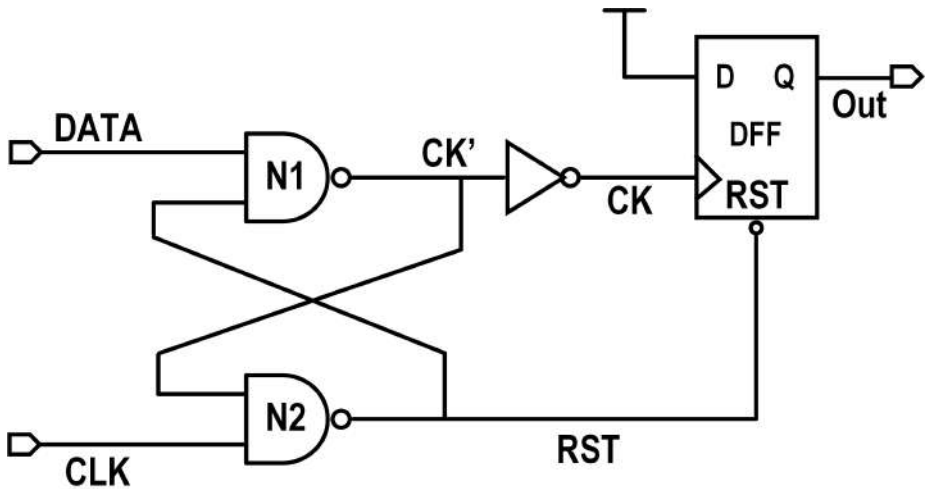 DATA
N1
CK'
CK
D Q
DFF
RST
Out
N2
CLK
RST